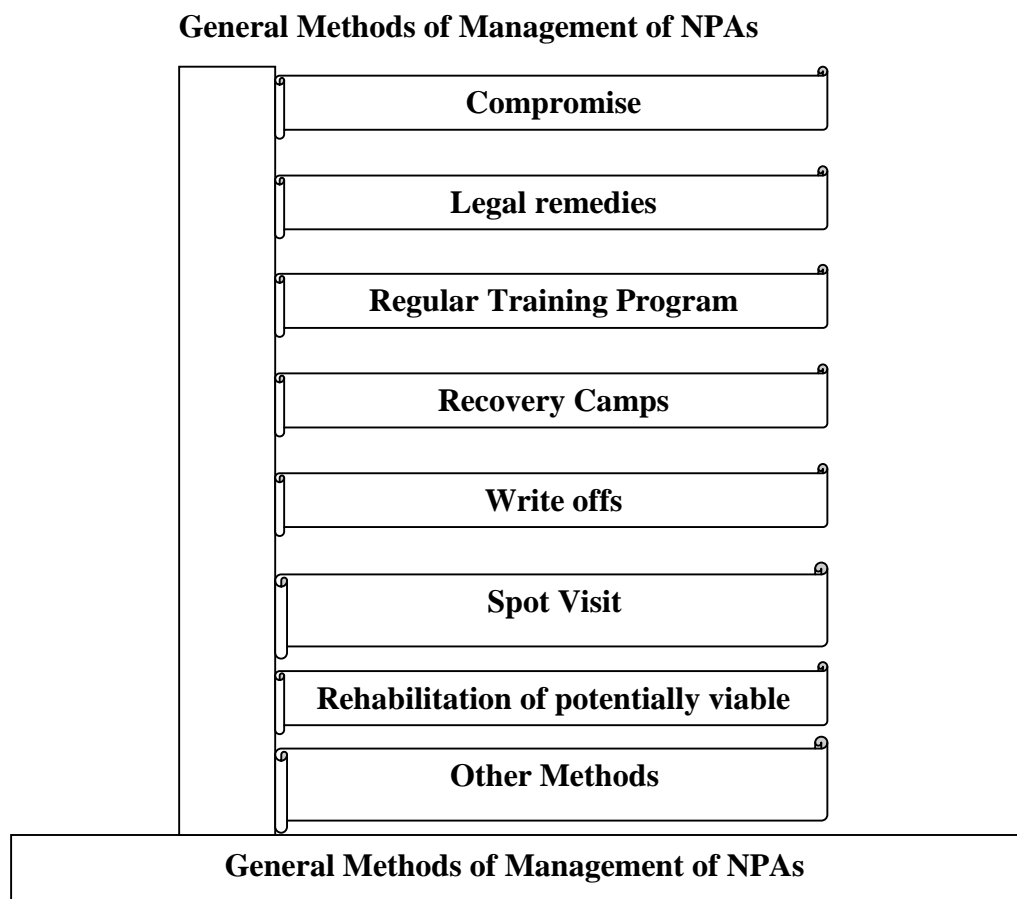 General Methods of Management of NPAs
Compromise
Legal remedies
Regular Training Program
Recovery Camps
Write offs
Spot Visit
Rehabilitation of potentially viable
Other Methods
General Methods of Management of NPAs